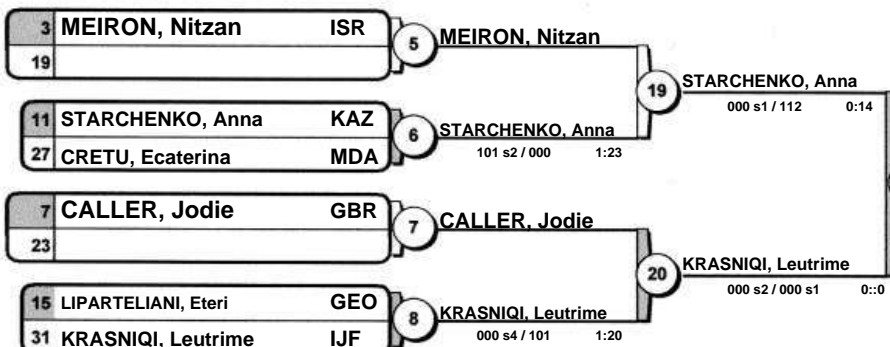 3 MEIRON, Nitzan ISR
19
5 MEIRON, Nitzan
11 STARCHENKO, Anna KAZ
27 CRETU, Ecaterina MDA
6 STARCHENKO, Anna
101 s2 / 000 1:23
19 STARCHENKO, Anna
000 s1 / 112 0:14
7 CALLER, Jodie GBR
23
7 CALLER, Jodie
15 LIPARTELIANI, Eteri GEO
31 KRASNIQI, Leutrime IJF
8 KRASNIQI, Leutrime
000 s4 / 101 1:20
20 KRASNIQI, Leutrime
000 s2 / 000 s1 0::0